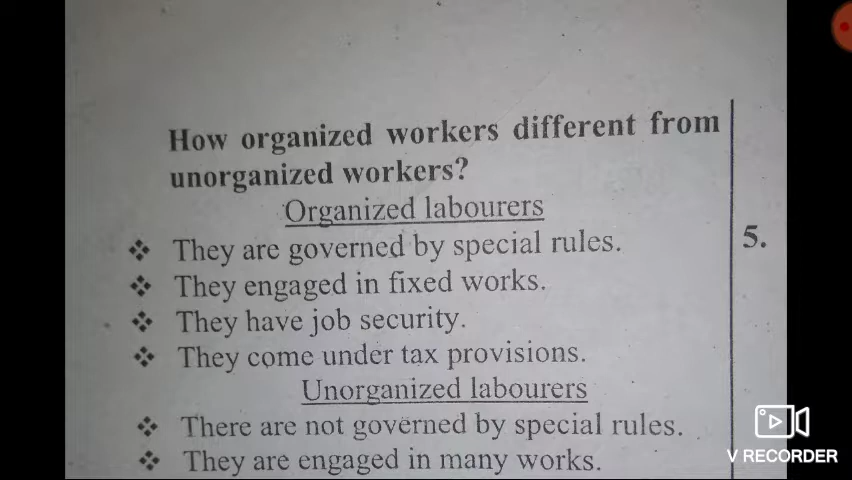 How organized workers different from
unorganized workers?
Organized labourers
❖ They are governed by special rules.
❖ They engaged in fixed works.
❖ They have job security.
❖ They come under tax provisions.
Unorganized labourers
❖ There are not governed by special rules.
❖ They are engaged in many works.
5.
V RECORDER